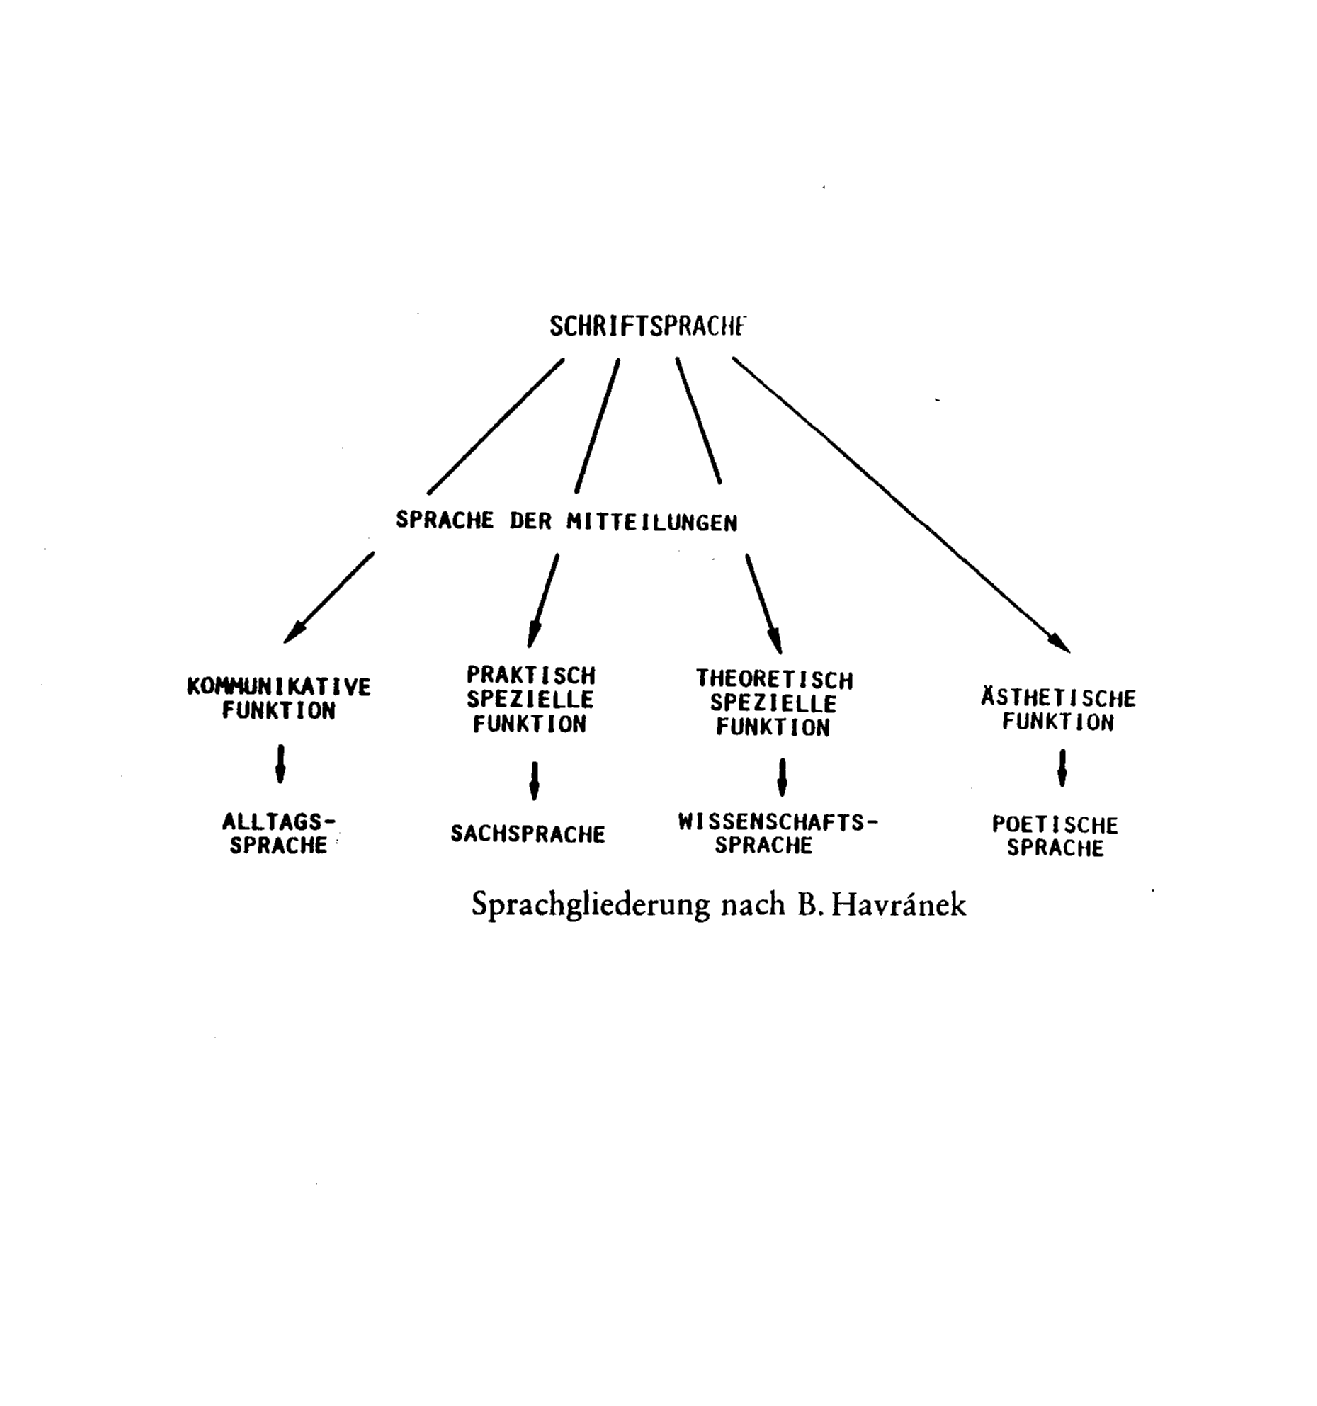 SCHRIFTSPRACHE
SPRACHE DER MITTEILUNGEN
KOMMUNIKATIVE
FUNKTION
PRAKTISCH
SPEZIELLE
FUNKTION
THEORETISCH
SPEZIELLE
FUNKTION
ÄSTHETISCHE
FUNKTION
ALLTAGS-
SPRACHE
SACHSPRACHE
WISSENSCHAFTS-
SPRACHE
POETISCHE
SPRACHE
Sprachgliederung nach B. Havránek